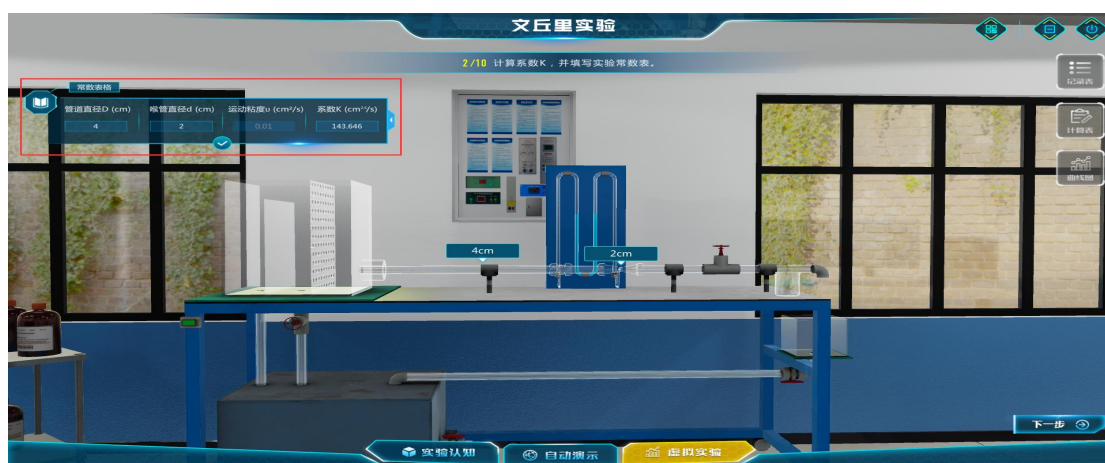 文丘里实验
2/10 计算系数K，并填写实验常数表。
常数表格
管道直径D (cm) 喉管直径d (cm) 运动粘度υ (cm²/s) 系数K (cm²·⁵/s)
4 2 0.01 143.646
记录表
计算表
曲线图
4cm
2cm
下一步
实验认知 自动演示 虚拟实验